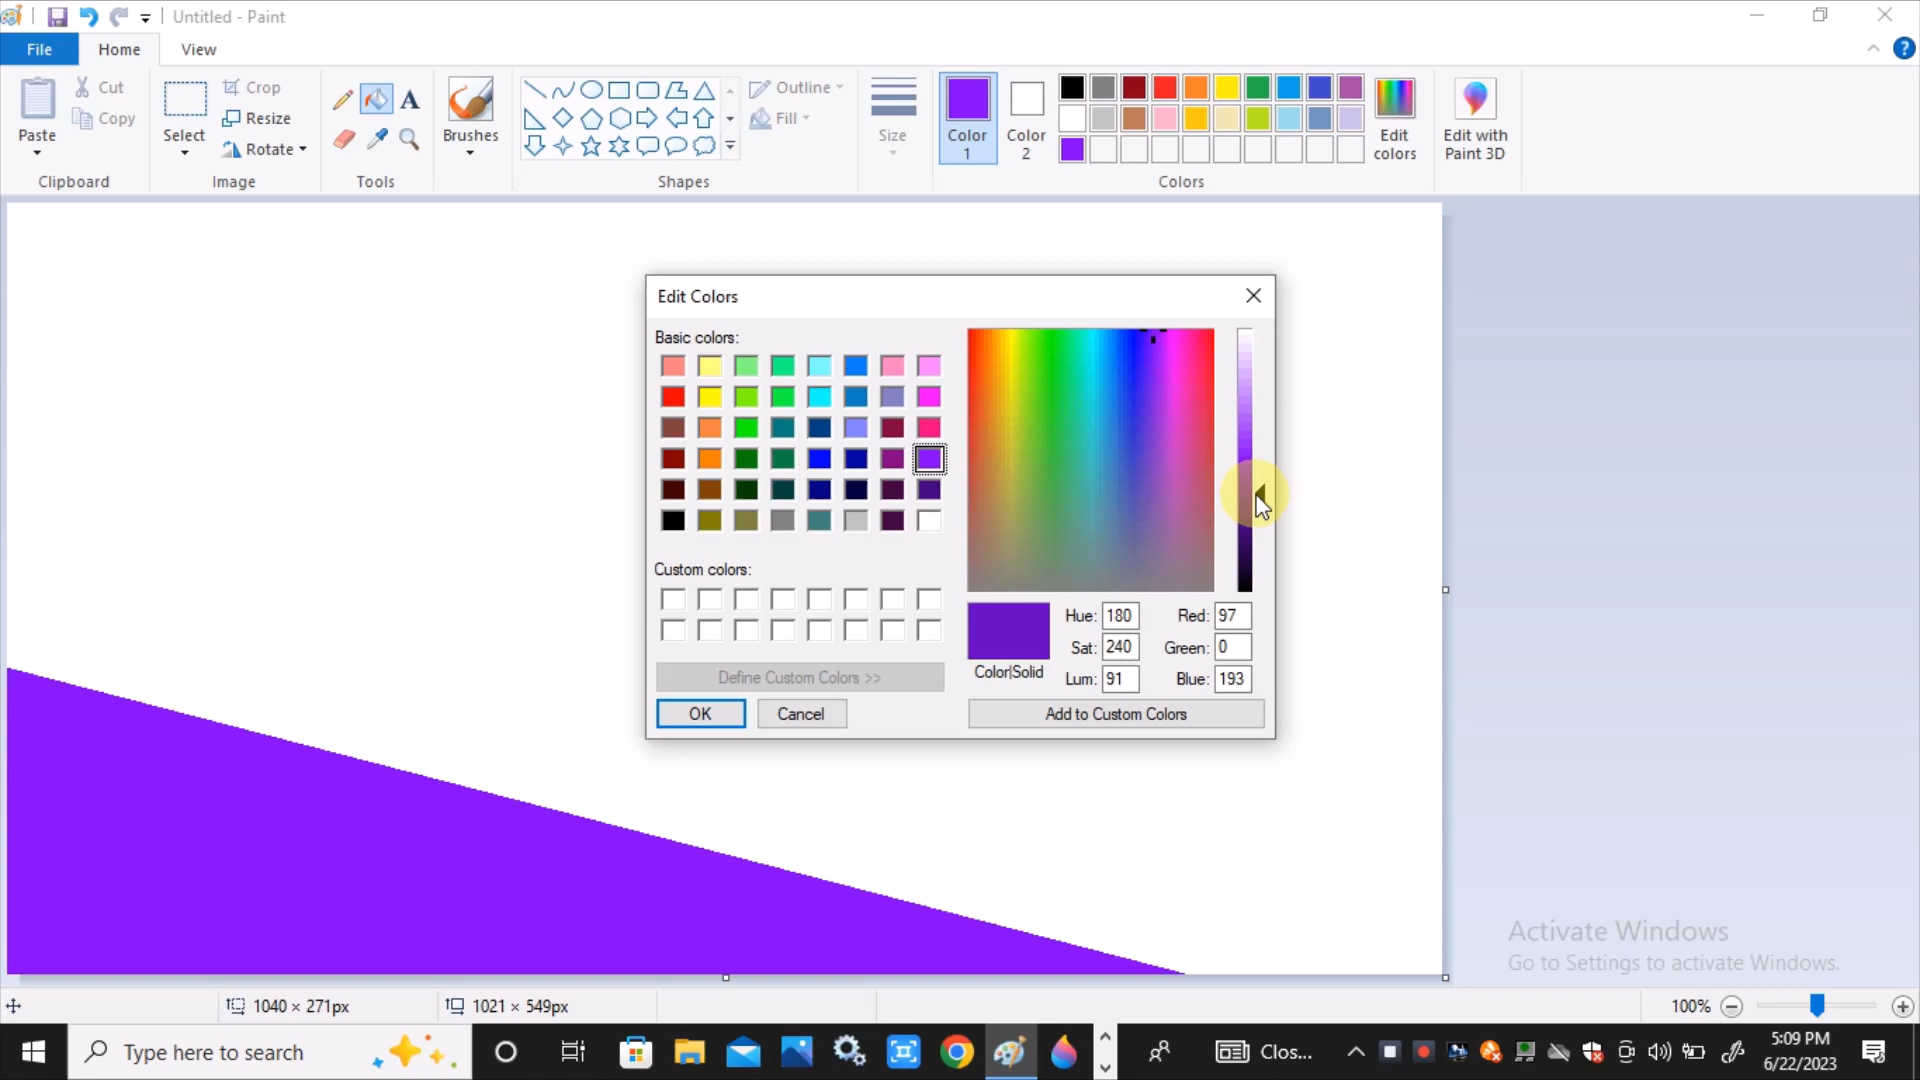 Untitled - Paint
File
Home
View
Paste
Cut
Copy
Clipboard
Select
Crop
Resize
Rotate
Image
Tools
Brushes
Shapes
Outline
Fill
Size
Color
1
Color
2
Colors
Edit
colors
Edit with
Paint 3D
Edit Colors
Basic colors:
Custom colors:
Define Custom Colors >>
OK
Cancel
Color|Solid
Hue: 180
Sat: 240
Lum: 91
Red: 97
Green: 0
Blue: 193
Add to Custom Colors
Activate Windows
Go to Settings to activate Windows.
1040 × 271px
1021 × 549px
100%
Type here to search
Clos...
5:09 PM
6/22/2023